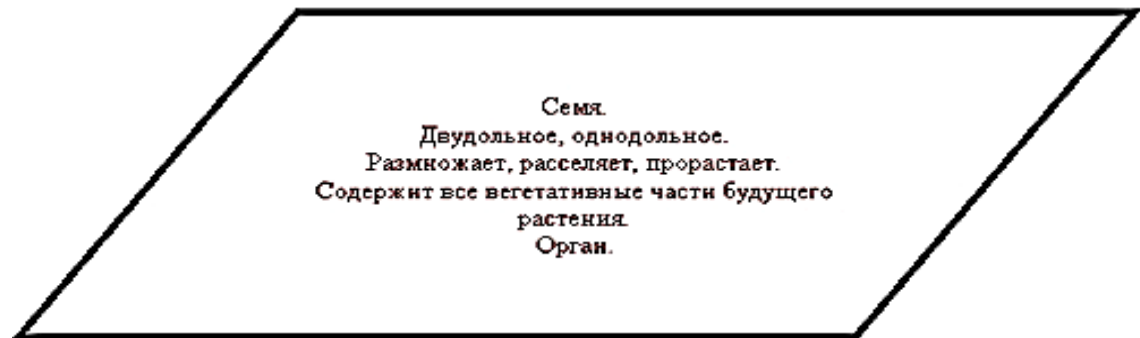 Семя.
Двудольное, однодольное.
Размножает, расселяет, прорастает.
Содержит все вегетативные части будущего
растения.
Орган.